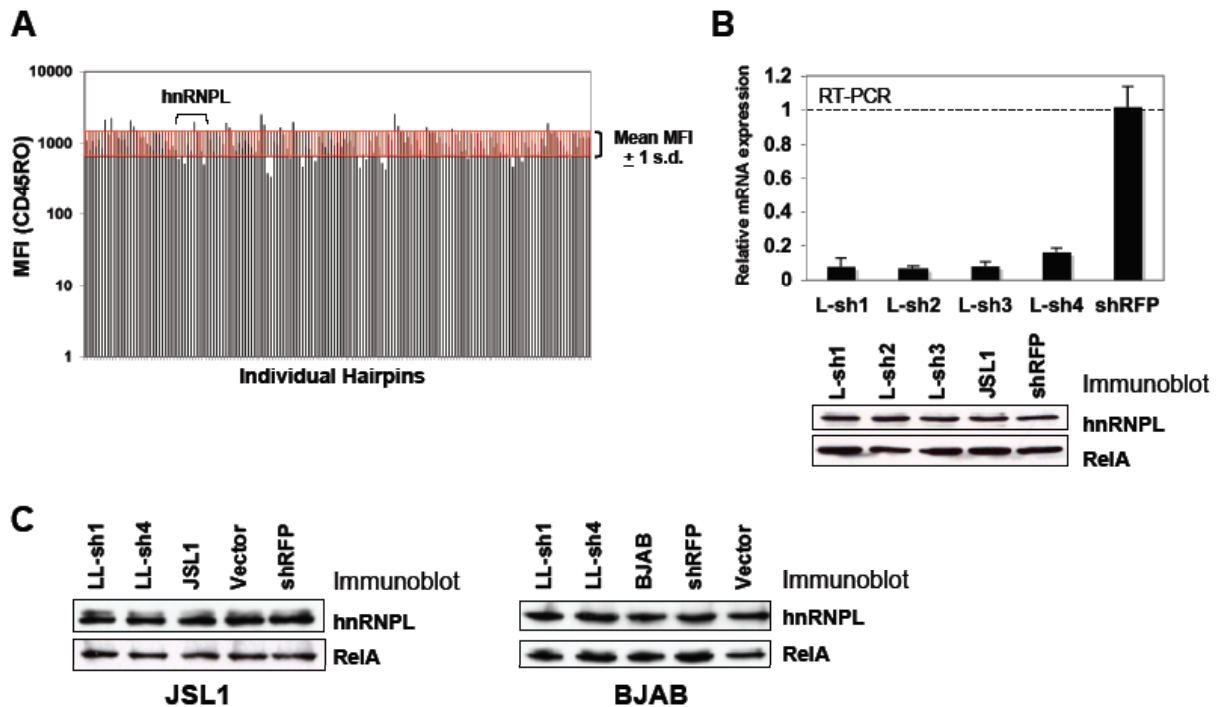 A
10000
1000
100
10
1
MFI (CD45RO)
hnRNPL
Mean MFI
± 1 s.d.
Individual Hairpins
B
1.2
1
0.8
0.6
0.4
0.2
0
Relative mRNA expression
RT-PCR
L-sh1 L-sh2 L-sh3 L-sh4 shRFP
L-sh1 L-sh2 L-sh3 JSL1 shRFP
Immunoblot
hnRNPL
RelA
C
LL-sh1 LL-sh4 JSL1 Vector shRFP
Immunoblot
hnRNPL
RelA
JSL1
LL-sh1 LL-sh4 BJAB shRFP Vector
Immunoblot
hnRNPL
RelA
BJAB